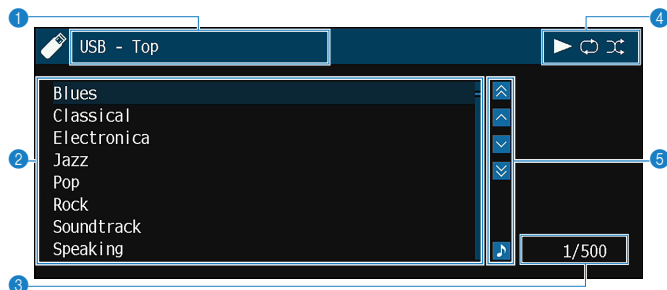 1
4
USB - Top
Blues
Classical
Electronica
Jazz
Pop
Rock
Soundtrack
Speaking
2
5
1/500
3